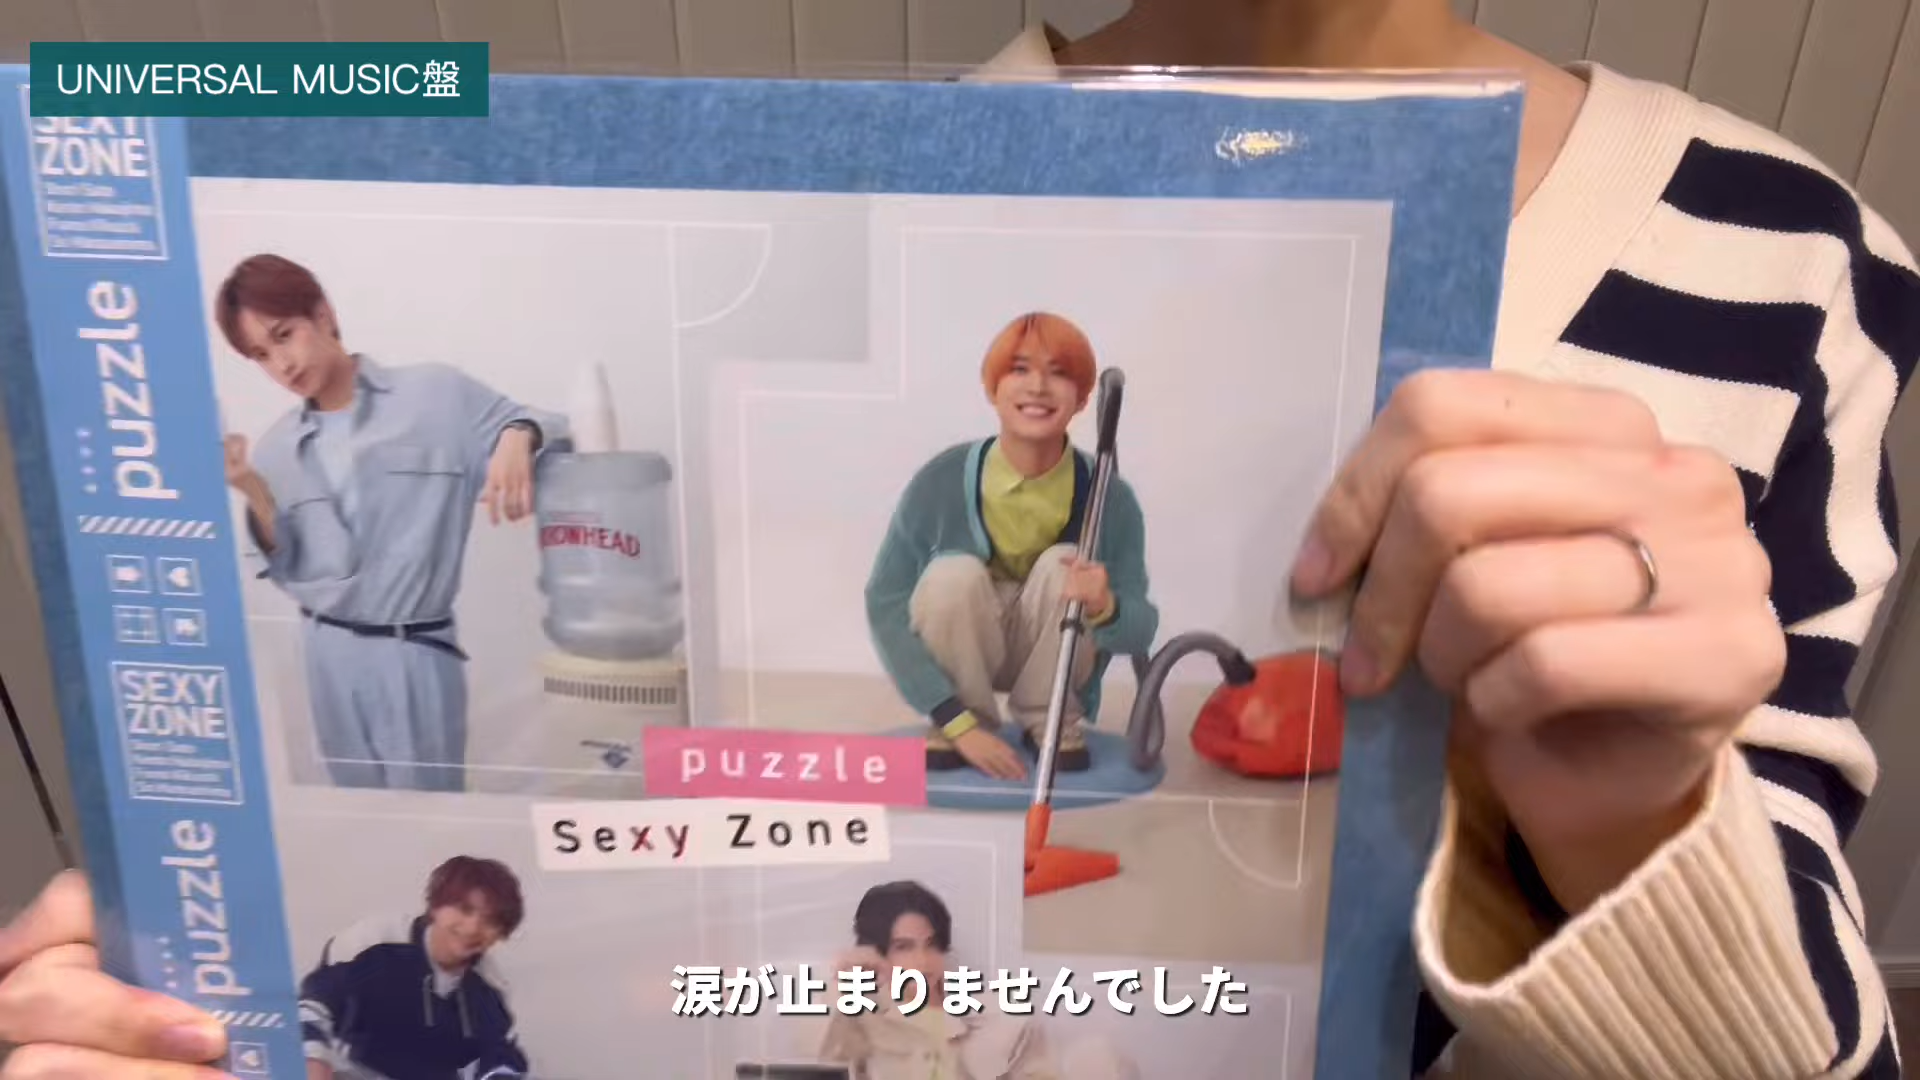 UNIVERSAL MUSIC盤
SEXY
ZONE
puzzle
SEXY
ZONE
puzzle
ROWHEAD
puzzle
Sexy Zone
涙が止まりませんでした